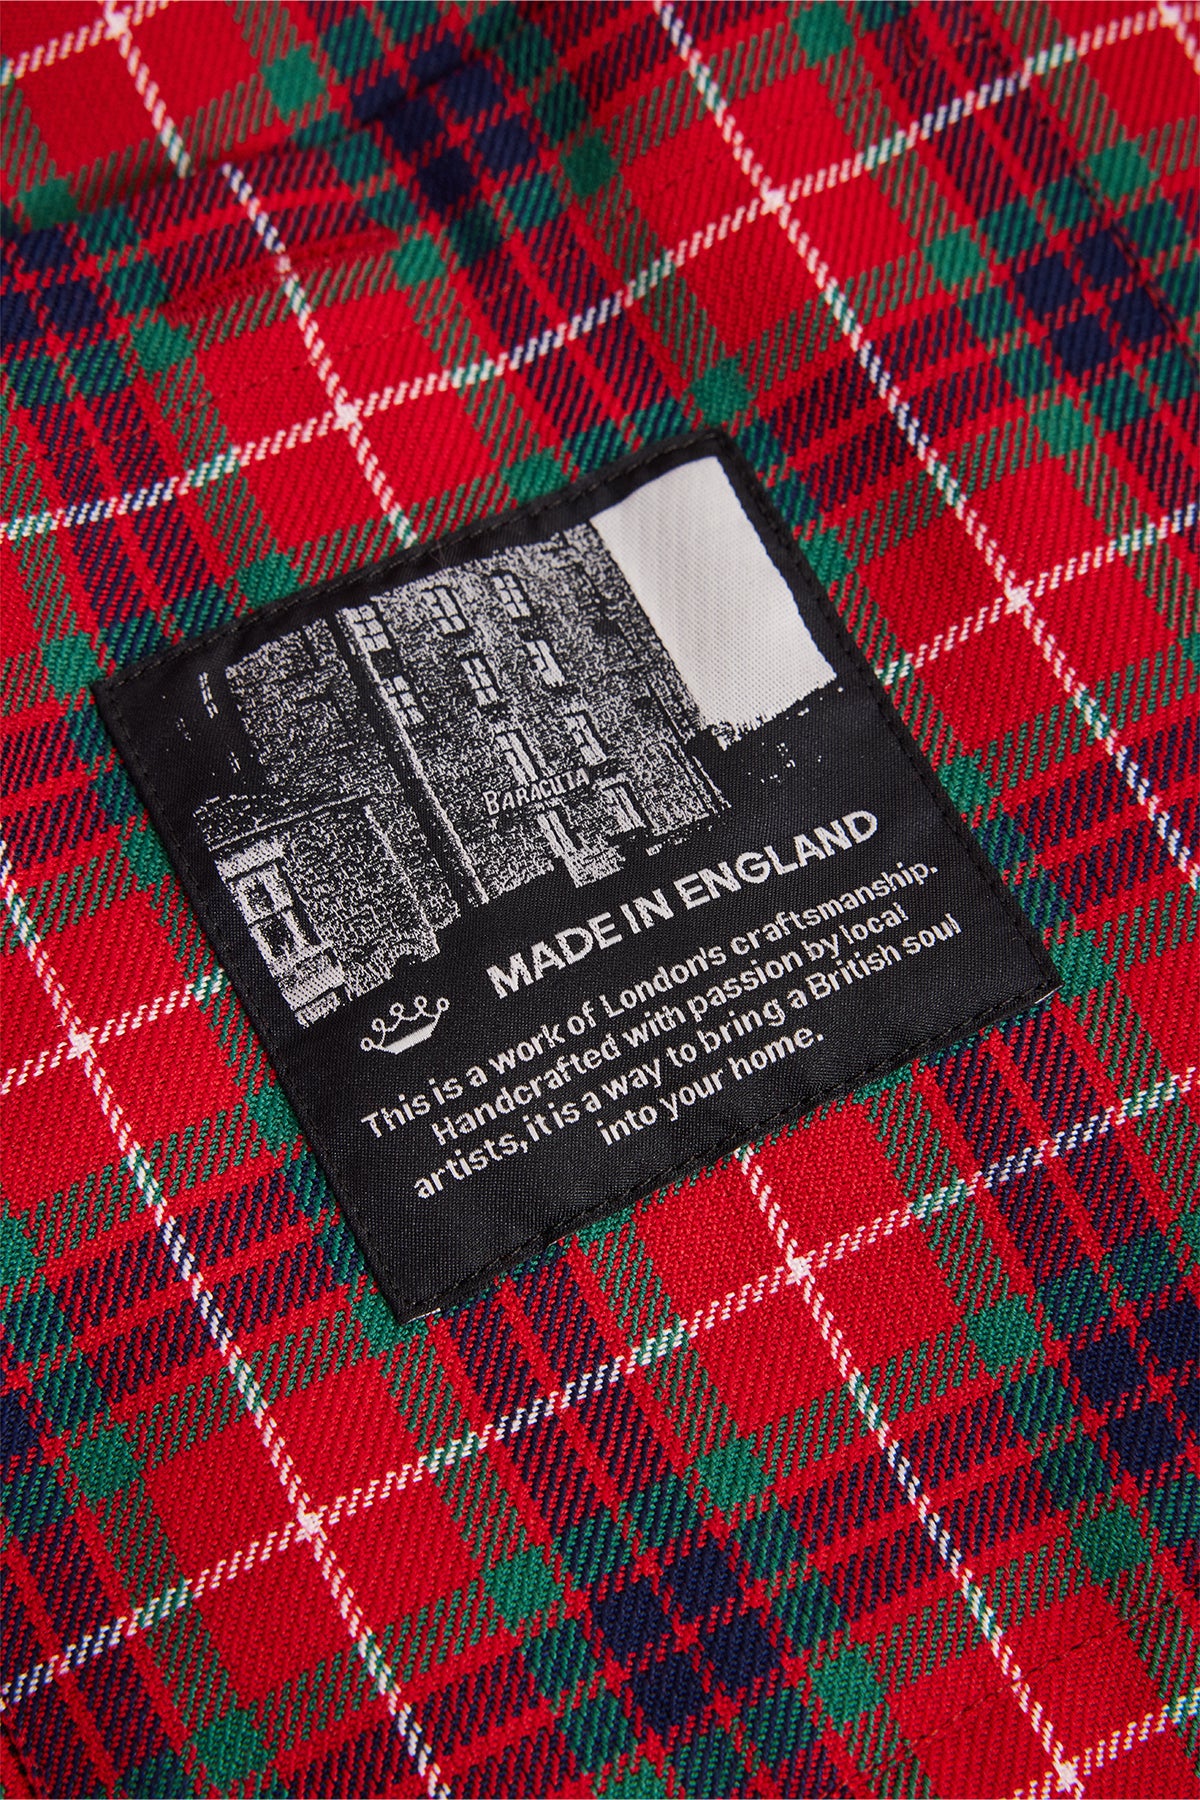 BARACUTA
MADE IN ENGLAND
This is a work of London's craftsmanship.
Handcrafted with passion by local
artists, it is a way to bring a British soul
into your home.